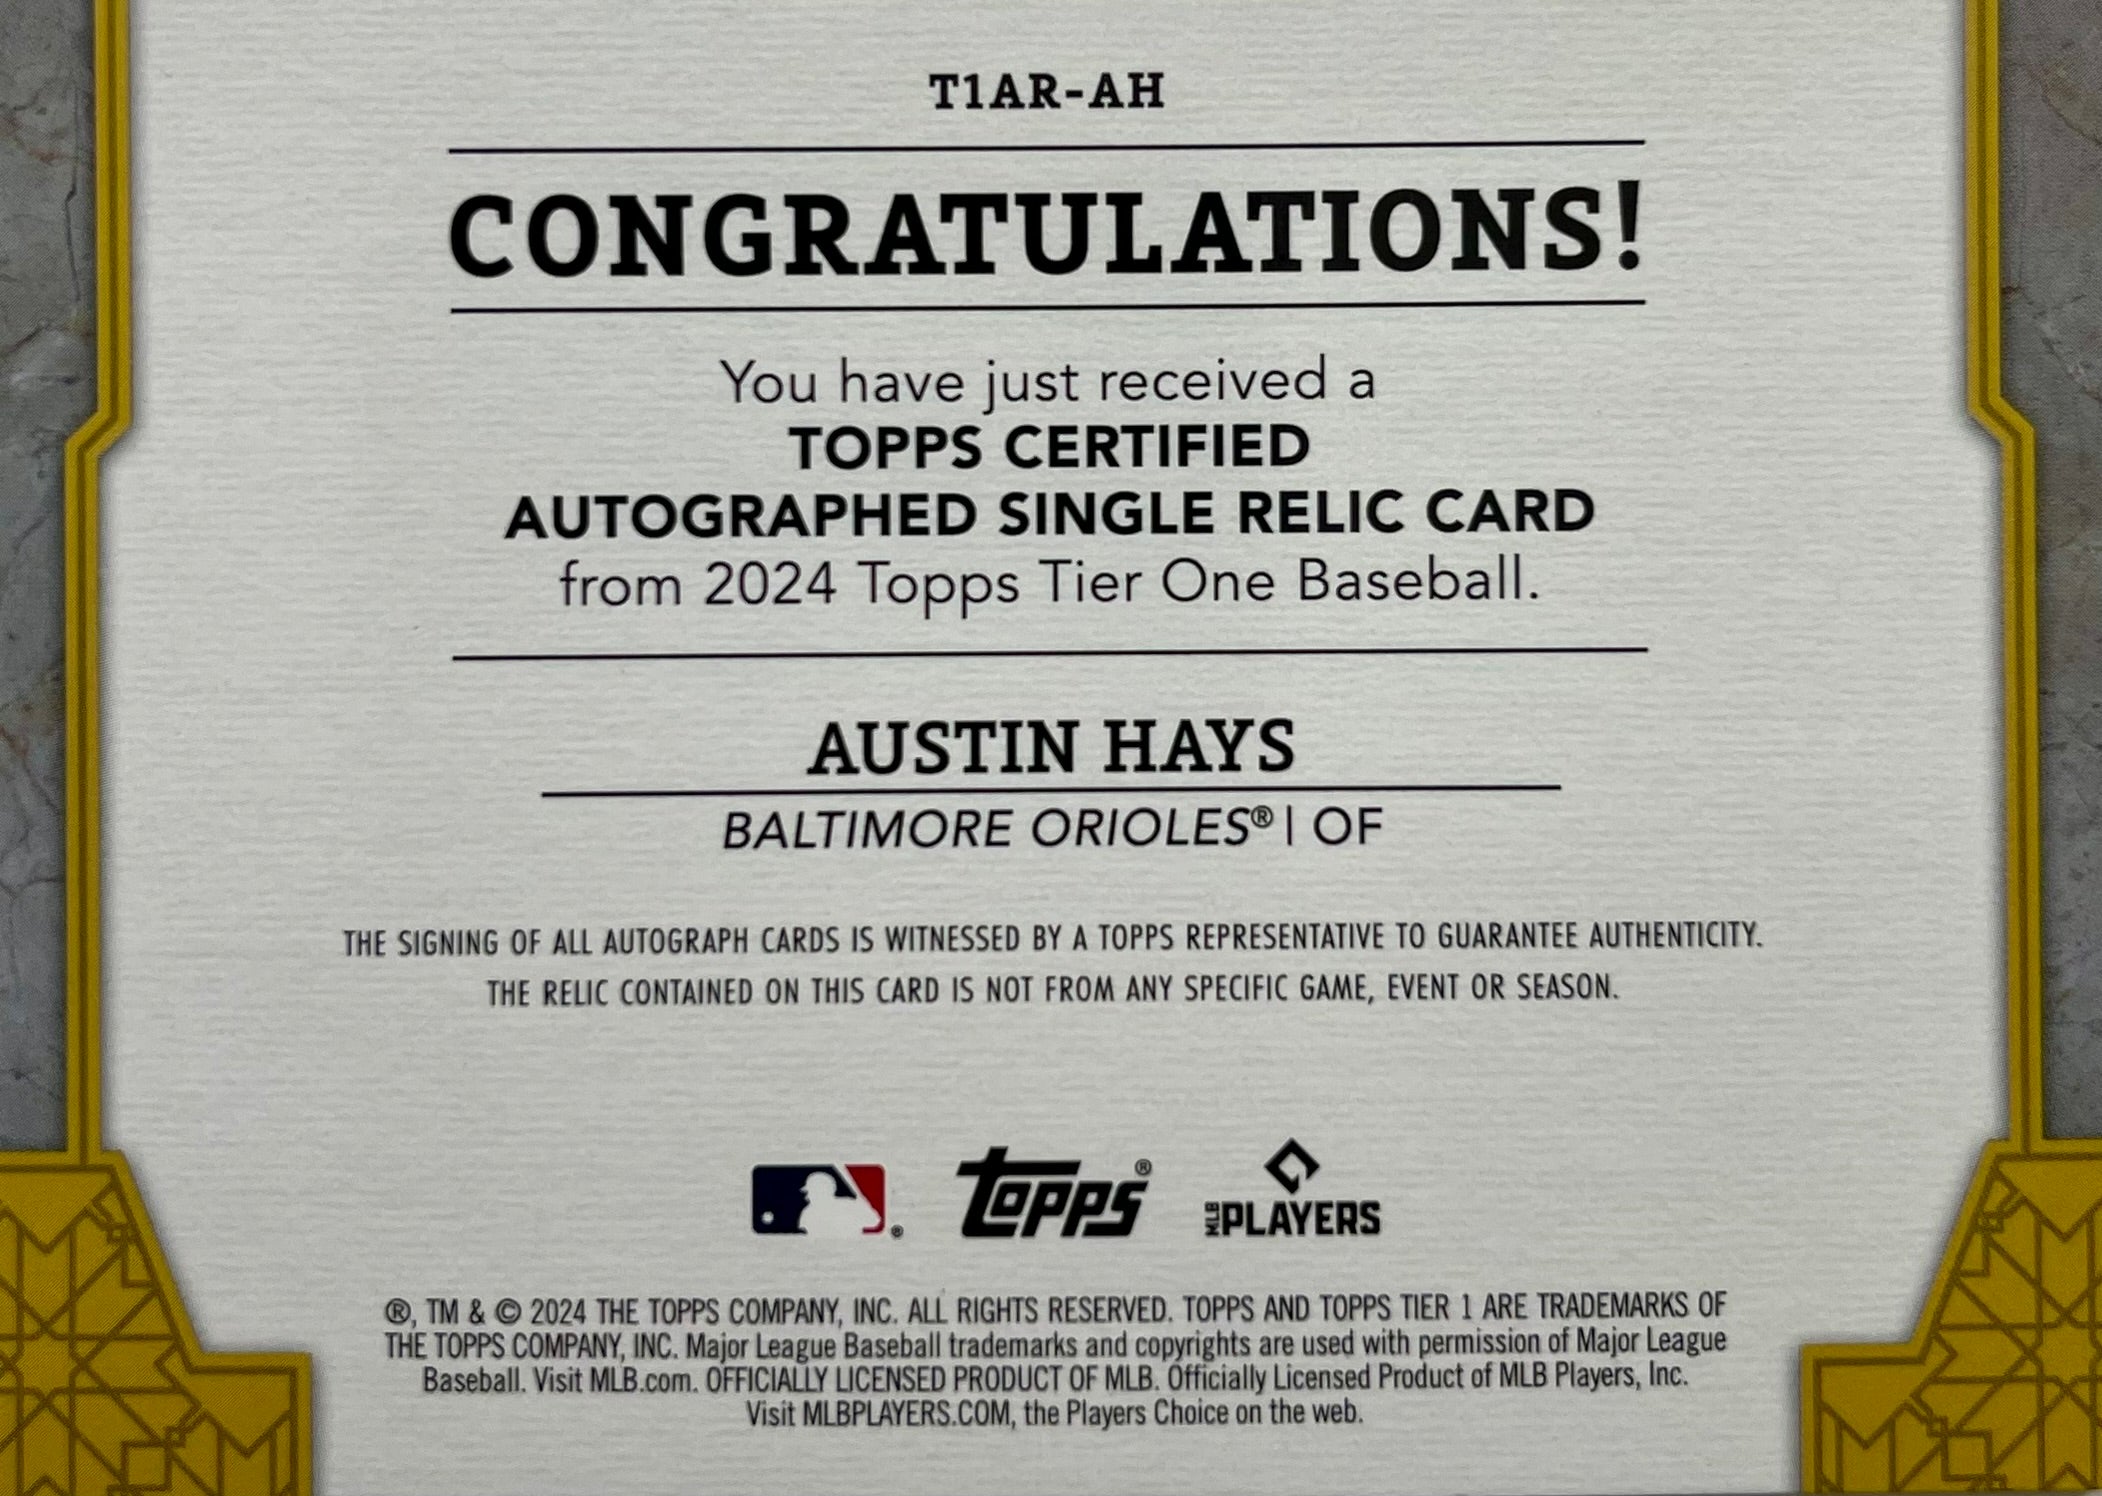 T1AR-AH
CONGRATULATIONS!
You have just received a
TOPPS CERTIFIED
AUTOGRAPHED SINGLE RELIC CARD
from 2024 Topps Tier One Baseball.
AUSTIN HAYS
BALTIMORE ORIOLES® | OF
THE SIGNING OF ALL AUTOGRAPH CARDS IS WITNESSED BY A TOPPS REPRESENTATIVE TO GUARANTEE AUTHENTICITY.
THE RELIC CONTAINED ON THIS CARD IS NOT FROM ANY SPECIFIC GAME, EVENT OR SEASON.
® Topps® MLB PLAYERS
®, TM & © 2024 THE TOPPS COMPANY, INC. ALL RIGHTS RESERVED. TOPPS AND TOPPS TIER 1 ARE TRADEMARKS OF
THE TOPPS COMPANY, INC. Major League Baseball trademarks and copyrights are used with permission of Major League
Baseball. Visit MLB.com. OFFICIALLY LICENSED PRODUCT OF MLB. Officially Licensed Product of MLB Players, Inc.
Visit MLBPLAYERS.COM, the Players Choice on the web.